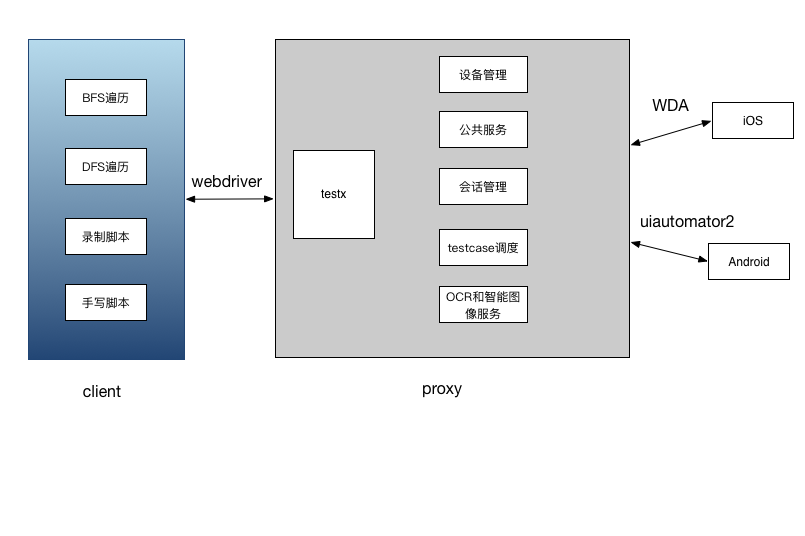 BFS遍历
DFS遍历
录制脚本
手写脚本
client
webdriver
testx
设备管理
公共服务
会话管理
testcase调度
OCR和智能图
像服务
proxy
WDA
iOS
uiautomator2
Android